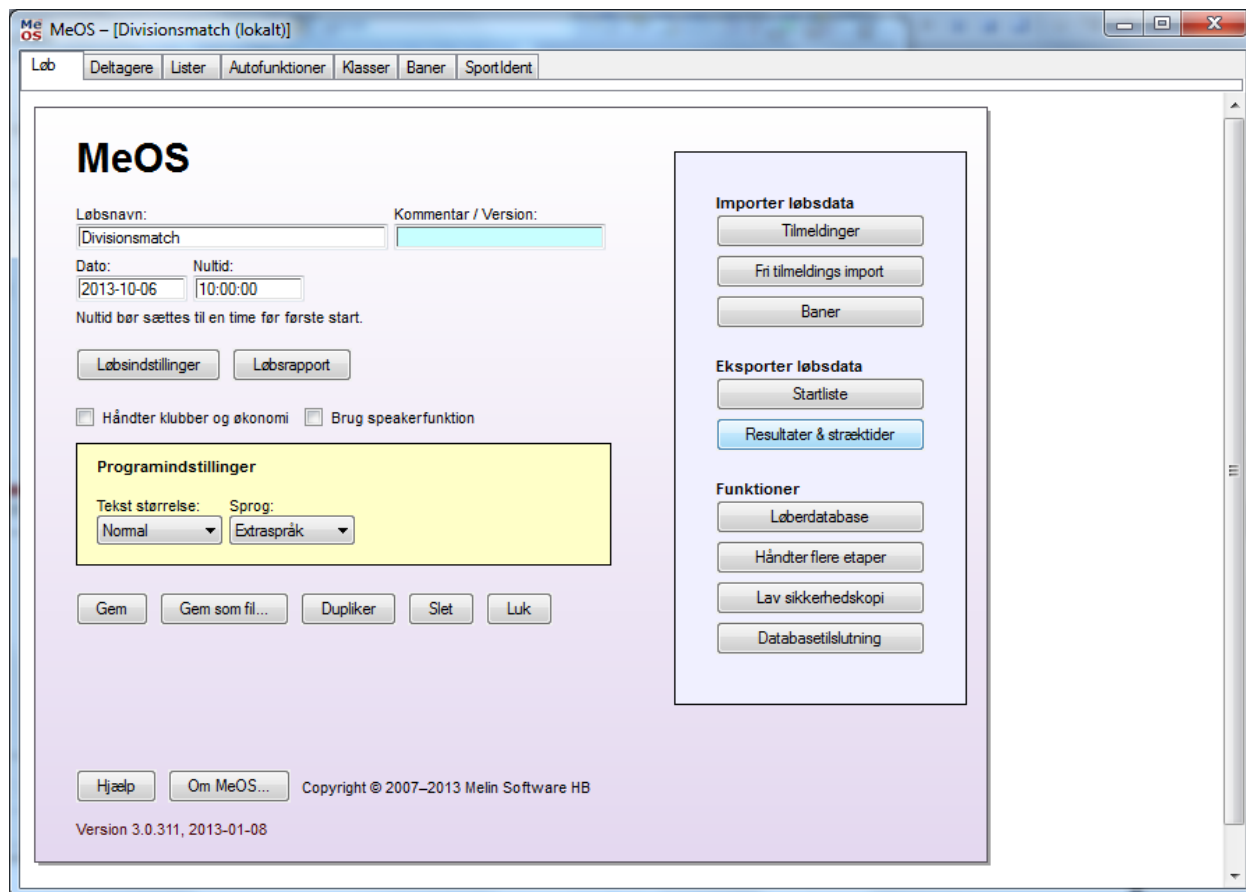 MeOS MeOS – [Divisionsmatch (lokalt)]
Løb Deltagere Lister Autofunktioner Klasser Baner SportIdent
MeOS
Løbsnavn: Kommentar / Version:
Divisionsmatch
Dato: Nultid:
2013-10-06 10:00:00
Nultid bør sættes til en time før første start.
Løbsindstillinger Løbsrapport
Håndter klubber og økonomi Brug speakerfunktion
Programindstillinger
Tekst størrelse: Sprog:
Normal Extraspråk
Gem Gem som fil... Dupliker Slet Luk
Importer løbsdata
Tilmeldinger
Fri tilmeldings import
Baner
Eksporter løbsdata
Startliste
Resultater & stræktider
Funktioner
Løberdatabase
Håndter flere etaper
Lav sikkerhedskopi
Databasetilslutning
Hjælp Om MeOS... Copyright © 2007–2013 Melin Software HB
Version 3.0.311, 2013-01-08